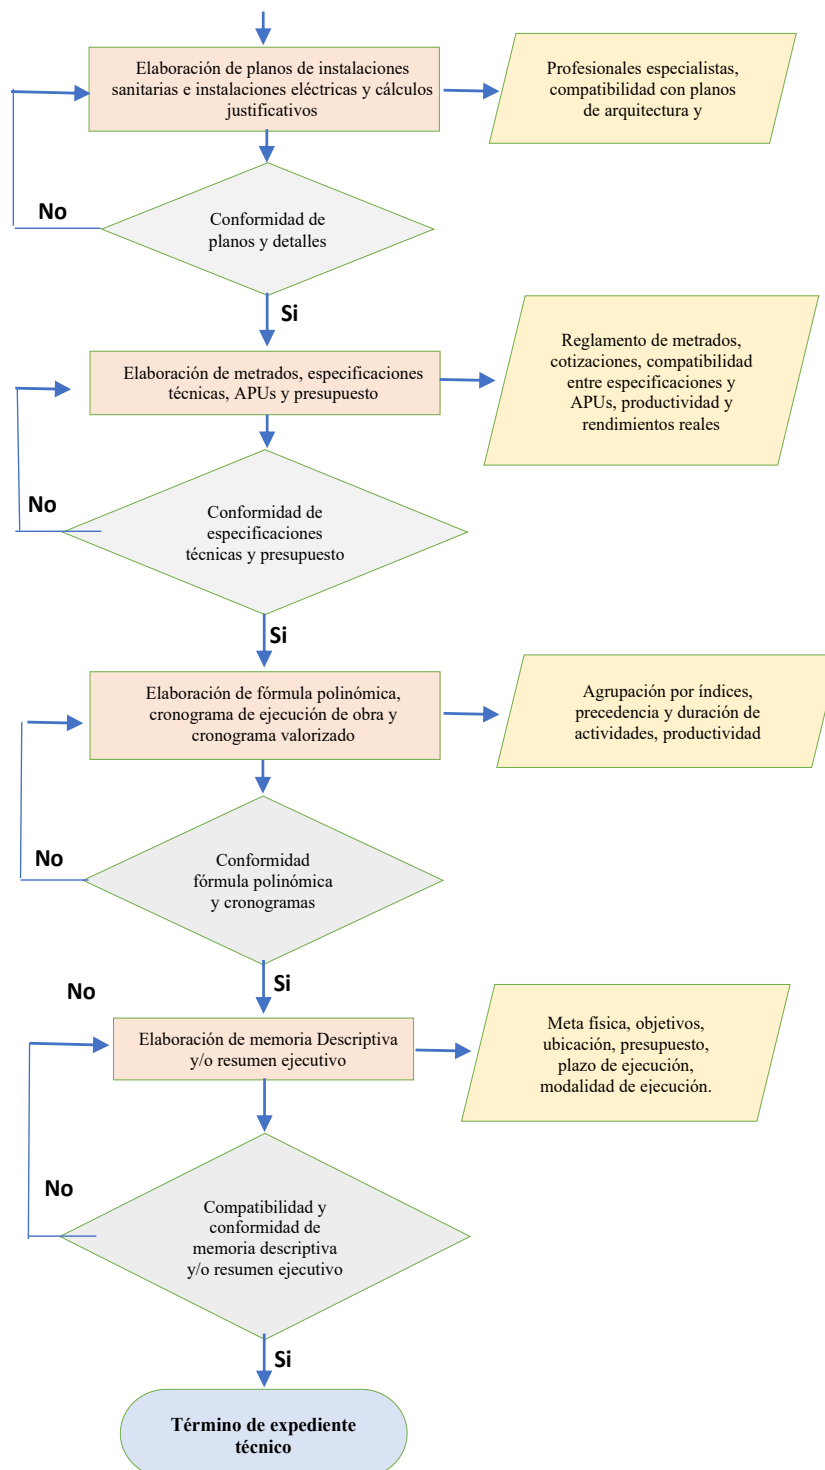 Elaboración de planos de instalaciones
sanitarias e instalaciones eléctricas y cálculos
justificativos
Profesionales especialistas,
compatibilidad con planos
de arquitectura y
No
Conformidad de
planos y detalles
Si
Elaboración de metrados, especificaciones
técnicas, APUs y presupuesto
Reglamento de metrados,
cotizaciones, compatibilidad
entre especificaciones y
APUs, productividad y
rendimientos reales
No
Conformidad de
especificaciones
técnicas y presupuesto
Si
Elaboración de fórmula polinómica,
cronograma de ejecución de obra y
cronograma valorizado
Agrupación por índices,
precedencia y duración de
actividades, productividad
No
Conformidad
fórmula polinómica
y cronogramas
Si
No
Elaboración de memoria Descriptiva
y/o resumen ejecutivo
Meta física, objetivos,
ubicación, presupuesto,
plazo de ejecución,
modalidad de ejecución.
No
Compatibilidad y
conformidad de
memoria descriptiva
y/o resumen ejecutivo
Si
Término de expediente
técnico